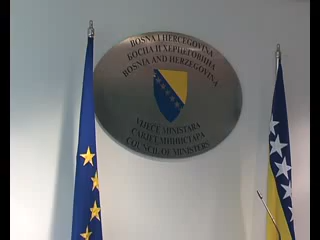 BOSNA I HERCEGOVINA
БОСНА И ХЕРЦЕГОВИНА
BOSNIA AND HERZEGOVINA
VIJEĆE MINISTARA
САВЈЕТ МИНИСТАРА
COUNCIL OF MINISTERS